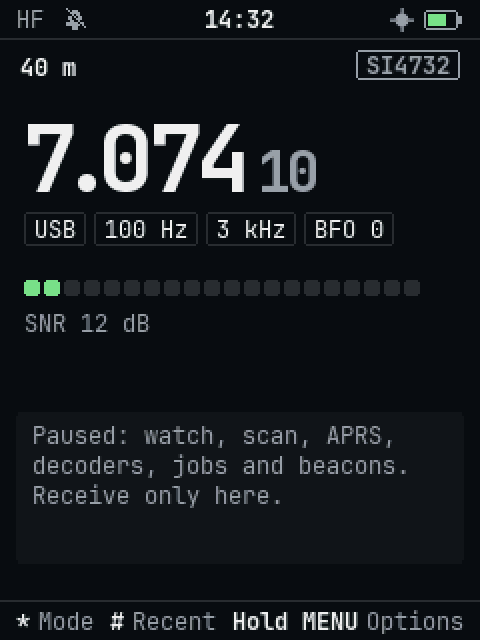 HF 14:32
40 m SI4732
7.074 10
USB 100 Hz 3 kHz BFO 0
SNR 12 dB
Paused: watch, scan, APRS,
decoders, jobs and beacons.
Receive only here.
* Mode # Recent Hold MENU Options